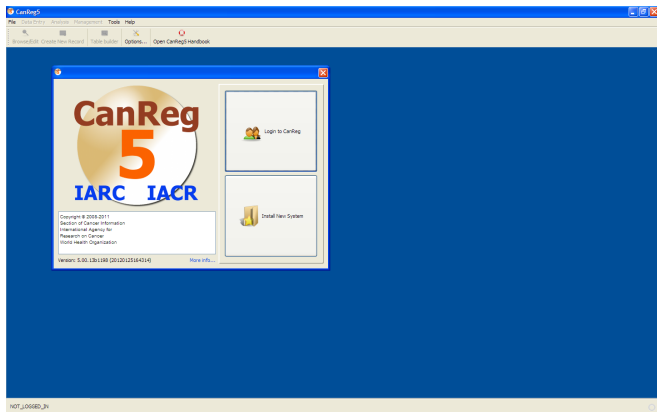 CanReg5
File Data Entry Analysis Management Tools Help
Browse/Edit Create New Record Table builder Options... Open CanReg5 Handbook
CanReg
5
IARC IACR
Login to CanReg
Install New System
Copyright © 2008-2011
Section of Cancer Information
International Agency for
Research on Cancer
World Health Organization
Version: 5.00.13b1198 (20120125164314) More info...
NOT_LOGGED_IN